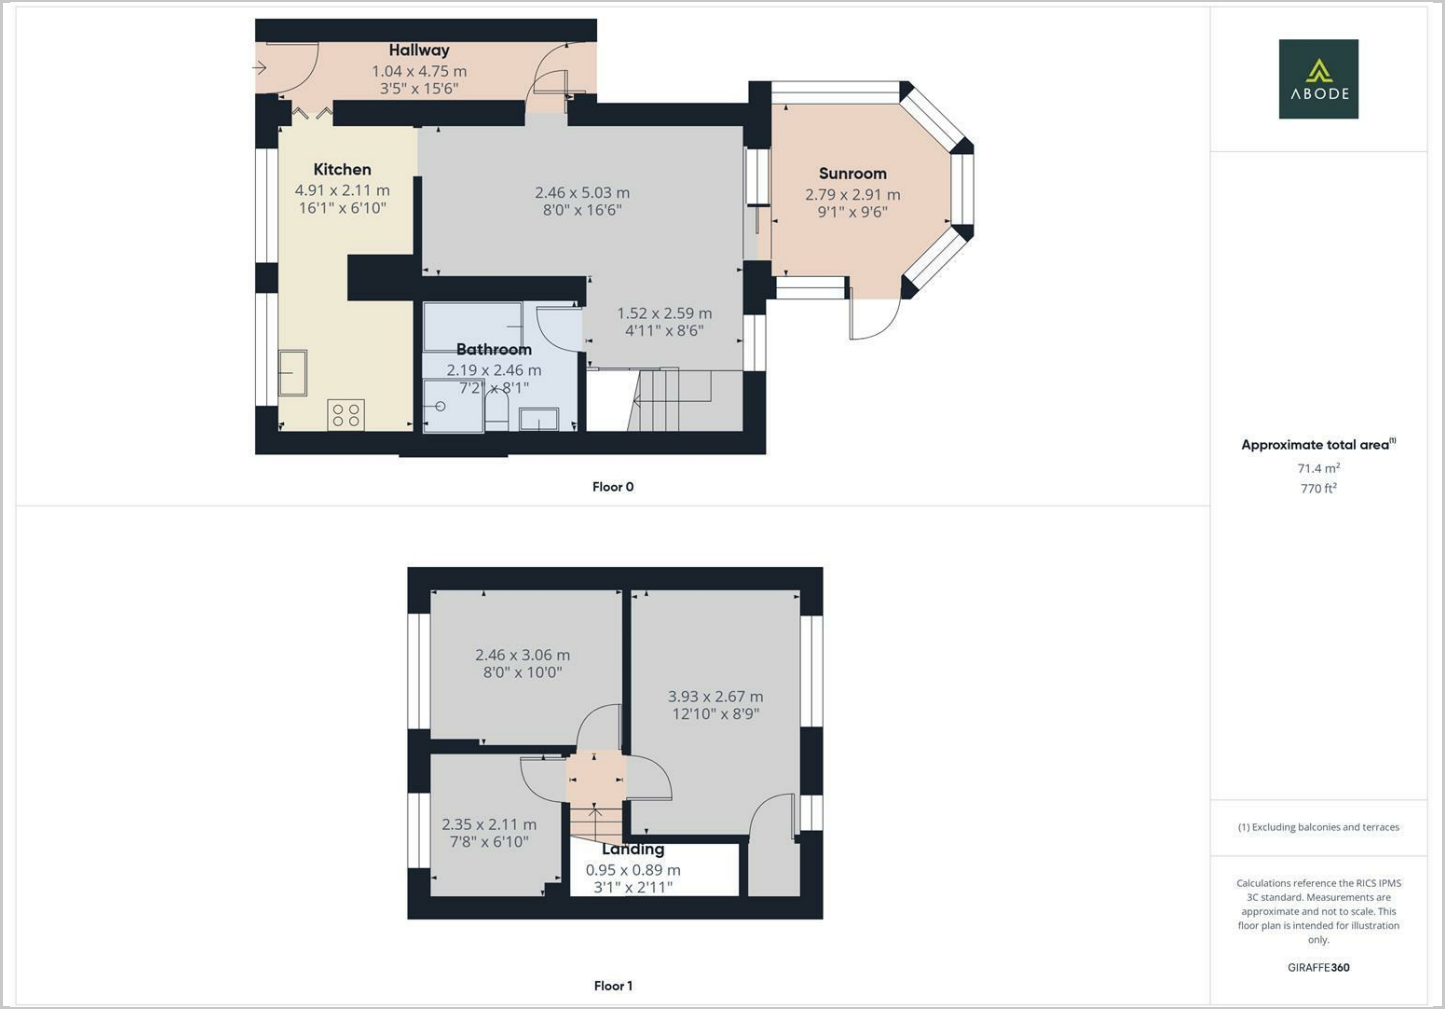 Hallway
1.04 x 4.75 m
3'5" x 15'6"
Kitchen
4.91 x 2.11 m
16'1" x 6'10"
2.46 x 5.03 m
8'0" x 16'6"
Sunroom
2.79 x 2.91 m
9'1" x 9'6"
1.52 x 2.59 m
4'11" x 8'6"
Bathroom
2.19 x 2.46 m
7'2" x 8'1"
Floor 0
2.46 x 3.06 m
8'0" x 10'0"
3.93 x 2.67 m
12'10" x 8'9"
2.35 x 2.11 m
7'8" x 6'10"
Landing
0.95 x 0.89 m
3'1" x 2'11"
Floor 1
ABODE
Approximate total area(1)
71.4 m²
770 ft²
(1) Excluding balconies and terraces
Calculations reference the RICS IPMS
3C standard. Measurements are
approximate and not to scale. This
floor plan is intended for illustration
only.
GIRAFFE360